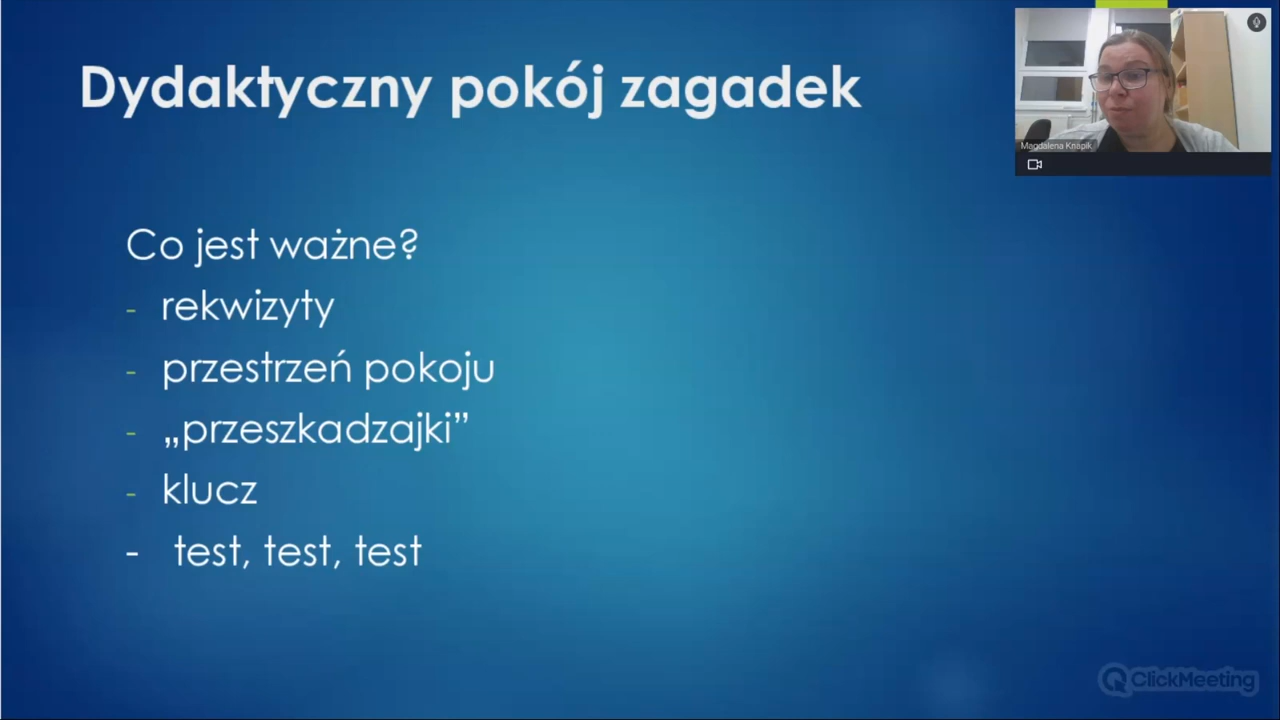 Dydaktyczny pokój zagadek
Magdalena Knapik
Co jest ważne?
- rekwizyty
- przestrzeń pokoju
- „przeszkadzajki”
- klucz
- test, test, test
ClickMeeting